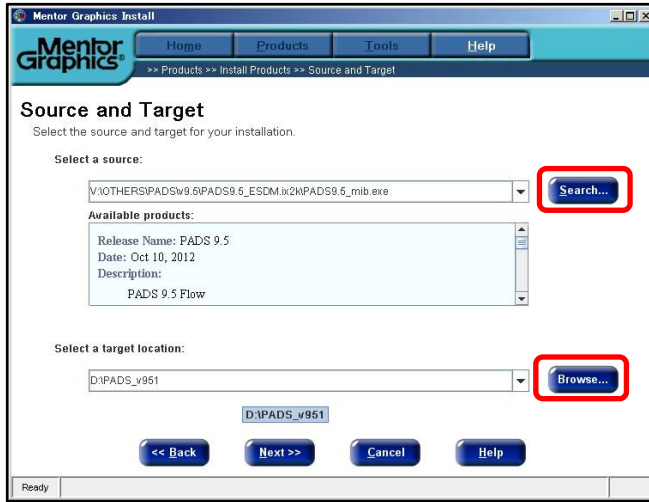 Mentor Graphics Install
Mentor Graphics®
Home Products Tools Help
>> Products >> Install Products >> Source and Target
Source and Target
Select the source and target for your installation.
Select a source:
V:\OTHERS\PADS\v9.5\PADS9.5_ESDM.ix2k\PADS9.5_mib.exe
Search...
Available products:
Release Name: PADS 9.5
Date: Oct 10, 2012
Description:
PADS 9.5 Flow
Select a target location:
D:\PADS_v951
Browse...
D:\PADS_v951
<< Back Next >> Cancel Help
Ready